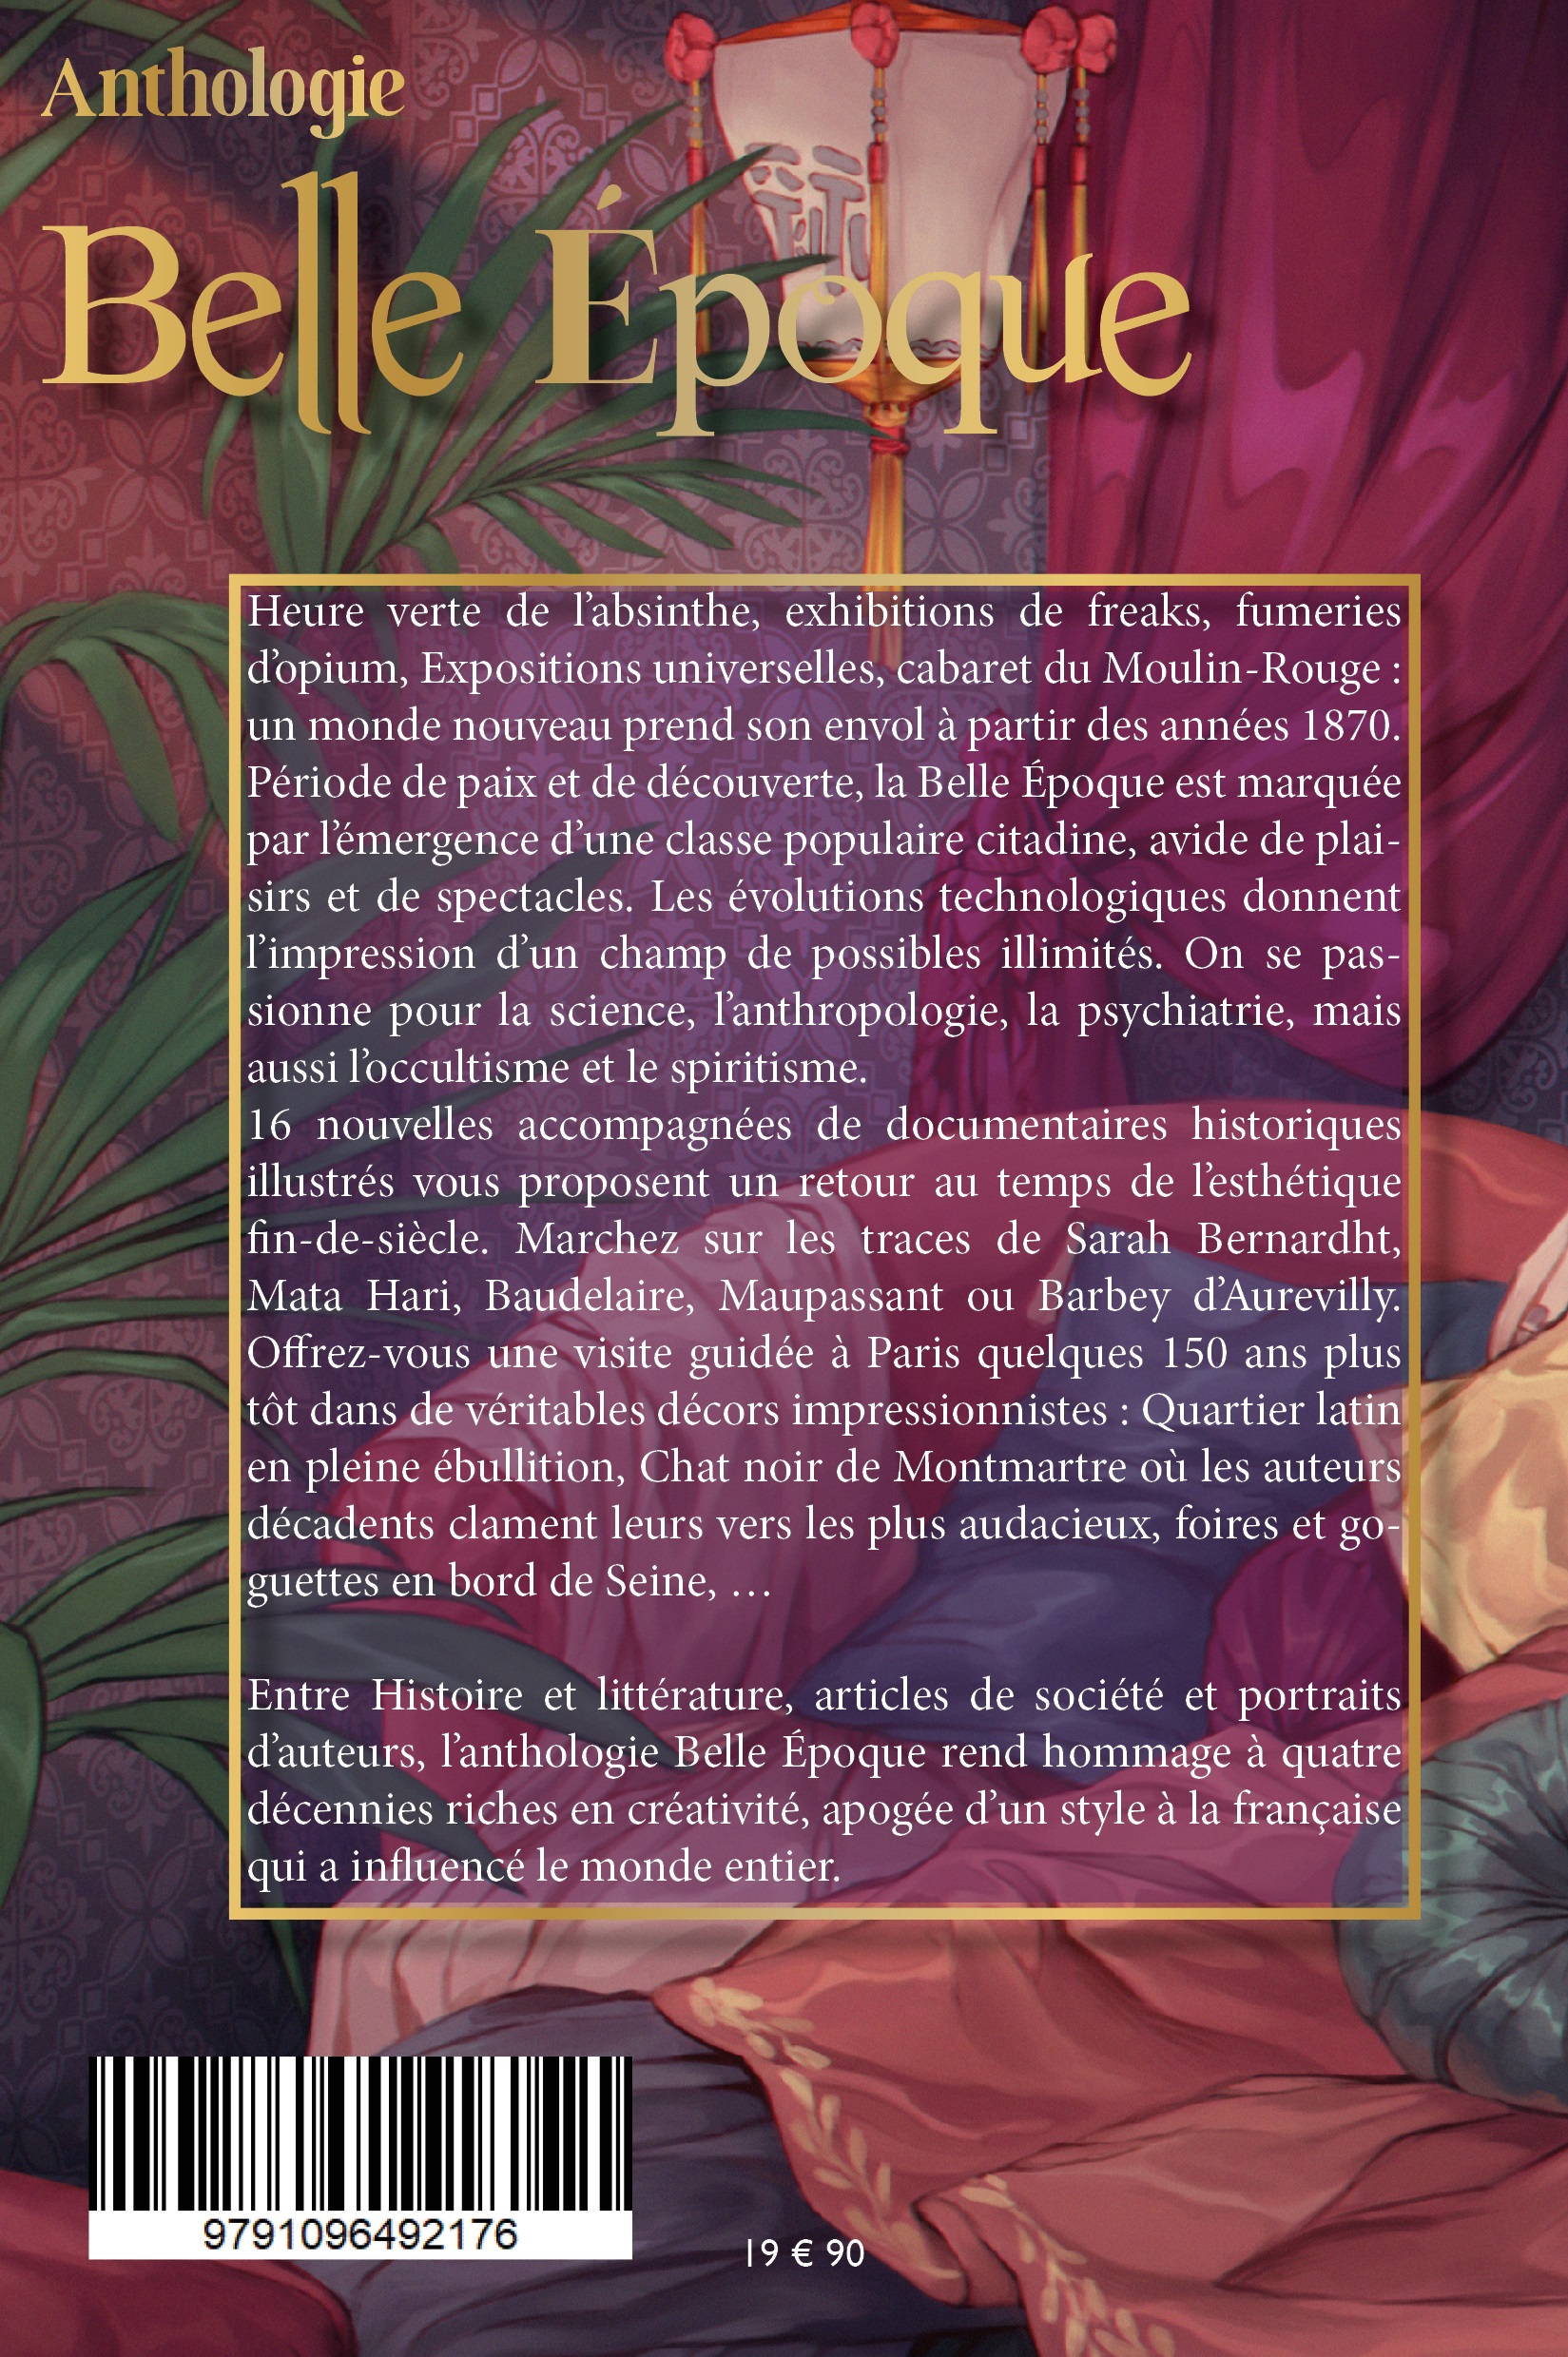 Anthologie
Belle Époque
Heure verte de l’absinthe, exhibitions de freaks, fumeries
d’opium, Expositions universelles, cabaret du Moulin-Rouge :
un monde nouveau prend son envol à partir des années 1870.
Période de paix et de découverte, la Belle Époque est marquée
par l’émergence d’une classe populaire citadine, avide de plai-
sirs et de spectacles. Les évolutions technologiques donnent
l’impression d’un champ de possibles illimités. On se pas-
sionne pour la science, l’anthropologie, la psychiatrie, mais
aussi l’occultisme et le spiritisme.
16 nouvelles accompagnées de documentaires historiques
illustrés vous proposent un retour au temps de l’esthétique
fin-de-siècle. Marchez sur les traces de Sarah Bernardht,
Mata Hari, Baudelaire, Maupassant ou Barbey d’Aurevilly.
Offrez-vous une visite guidée à Paris quelques 150 ans plus
tôt dans de véritables décors impressionnistes : Quartier latin
en pleine ébullition, Chat noir de Montmartre où les auteurs
décadents clament leurs vers les plus audacieux, foires et go-
guettes en bord de Seine, …
Entre Histoire et littérature, articles de société et portraits
d’auteurs, l’anthologie Belle Époque rend hommage à quatre
décennies riches en créativité, apogée d’un style à la française
qui a influencé le monde entier.
9791096492176
19 € 90